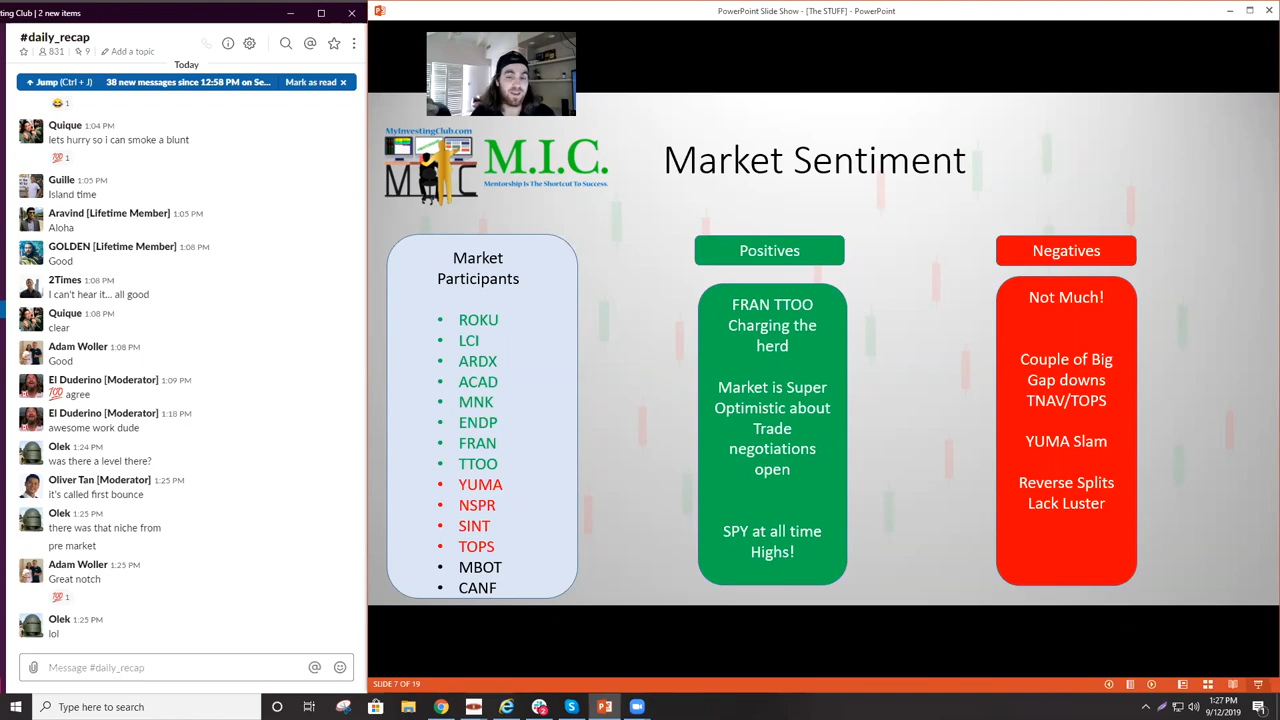 ting Club / 2 new items
#daily_recap
831
9
Add a topic
Today
Jump (Ctrl + J) 38 new messages since 12:58 PM on Se... Mark as read
1
Quique 1:04 PM
lets hurry so i can smoke a blunt
1
Guille 1:05 PM
Island time
Aravind [Lifetime Member] 1:05 PM
Aloha
GOLDEN [Lifetime Member] 1:08 PM
Good
2Times 1:08 PM
I can't hear it... all good
Quique 1:08 PM
clear
Adam Woller 1:08 PM
Good
El Duderino [Moderator] 1:09 PM
💯 agree
El Duderino [Moderator] 1:18 PM
awesome work dude
Olek 1:24 PM
was there a level there?
Oliver Tan [Moderator] 1:25 PM
it's called first bounce
Olek 1:25 PM
there was that niche from
pre market
Adam Woller 1:25 PM
Great notch
1
Olek 1:25 PM
lol
Message #daily_recap
PowerPoint Slide Show - [The STUFF] - PowerPoint
MyInvestingClub.com
MIC
M.I.C.
Mentorship Is The Shortcut To Success.
Market Sentiment
Market
Participants
• ROKU
• LCI
• ARDX
• ACAD
• MNK
• ENDP
• FRAN
• TTOO
• YUMA
• NSPR
• SINT
• TOPS
• MBOT
• CANF
Positives
FRAN TTOO
Charging the
herd
Market is Super
Optimistic about
Trade
negotiations
open
SPY at all time
Highs!
Negatives
Not Much!
Couple of Big
Gap downs
TNAV/TOPS
YUMA Slam
Reverse Splits
Lack Luster
SLIDE 7 OF 19
Type here to search
1:27 PM
9/12/2019